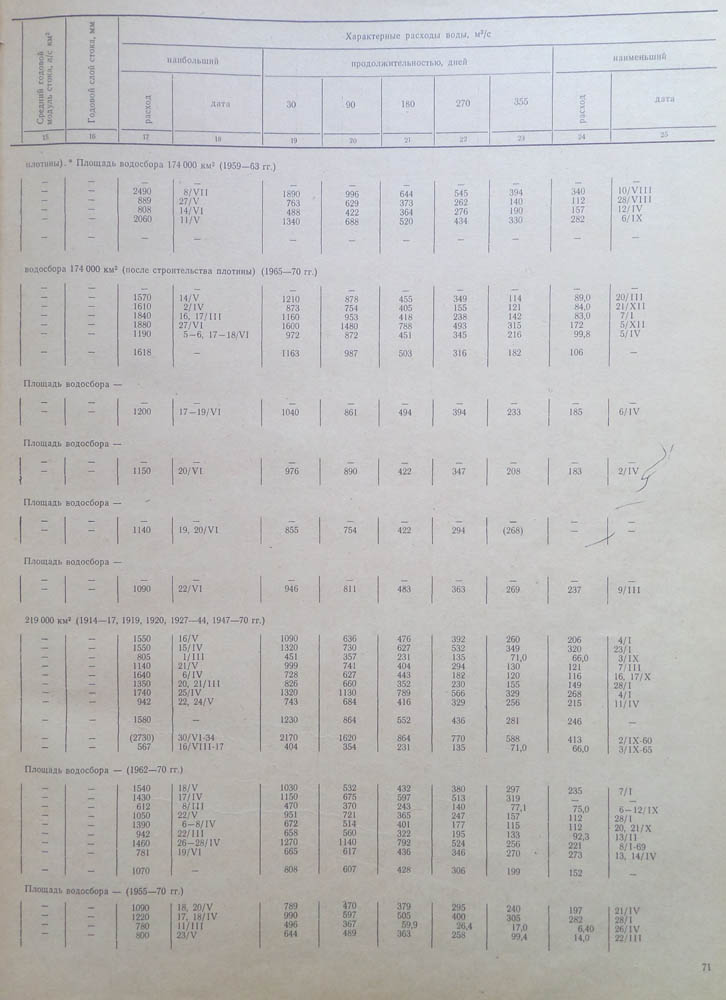 Средний годовой модуль стока, л/с км²
Годовой слой стока, мм
Характерные расходы воды, м³/с
наибольший
продолжительностью, дней
наименьший
расход
дата
30 90 180 270 355
расход
дата
15 16 17 18 19 20 21 22 23 24 25
плотины).* Площадь водосбора 174 000 км² (1959—63 гг.)
— — — — — — — — — — —
— — 2490 8/VII 1890 996 644 545 394 340 10/VIII
— — 889 27/V 763 629 373 262 140 112 28/VIII
— — 808 14/VI 488 422 364 276 190 157 12/IV
— — 2060 11/V 1340 688 520 434 330 282 6/IX
— — — — — — — — — — —
водосбора 174 000 км² (после строительства плотины) (1965—70 гг.)
— — — — — — — — — — —
— — 1570 14/V 1210 878 455 349 114 89,0 20/III
— — 1610 2/IV 873 754 405 155 121 84,0 21/XII
— — 1840 16, 17/III 1160 953 418 238 142 83,0 7/I
— — 1880 27/VI 1600 1480 788 493 315 172 5/XII
— — 1190 5—6, 17—18/VI 972 872 451 345 216 99,8 5/IV
— — 1618 — 1163 987 503 316 182 106 —
Площадь водосбора —
— — — — — — — — —
— — 1200 17—19/VI 1040 861 494 394 233 185 6/IV
Площадь водосбора —
— — — — — — — — —
— — 1150 20/VI 976 890 422 347 208 183 2/IV
Площадь водосбора —
— — — — — — — — —
— — 1140 19, 20/VI 855 754 422 294 (268) — —
Площадь водосбора —
— — — — — — — — —
— — 1090 22/VI 946 811 483 363 269 237 9/III
219 000 км² (1914—17, 1919, 1920, 1927—44, 1947—70 гг.)
— — 1550 16/V 1090 636 476 392 260 206 4/I
— — 1550 15/IV 1320 730 627 532 349 320 23/I
— — 805 1/III 451 357 231 135 71,0 66,0 3/IX
— — 1140 21/V 999 741 404 294 130 121 7/III
— — 1640 6/IV 728 627 443 182 120 116 16, 17/X
— — 1350 20, 21/III 826 660 352 230 155 149 28/I
— — 1740 25/IV 1320 1130 789 566 329 268 4/I
— — 942 22, 24/V 743 684 416 329 256 215 11/IV
— — 1580 — 1230 864 552 436 281 246 —
— — (2730) 30/VI-34 2170 1620 864 770 588 413 2/IX-60
— — 567 16/VIII-17 404 354 231 135 71,0 66,0 3/IX-65
Площадь водосбора — (1962—70 гг.)
— — 1540 18/V 1030 532 432 380 297 235 7/I
— — 1430 17/IV 1150 675 597 513 319 — —
— — 612 8/III 470 370 243 140 77,1 75,0 6—12/IX
— — 1050 22/V 951 721 365 247 157 112 28/I
— — 1390 6—8/IV 672 514 401 177 115 112 20, 21/X
— — 942 22/III 658 560 322 195 133 92,3 13/II
— — 1460 26—28/IV 1270 1140 792 524 256 221 8/I-69
— — 781 19/VI 665 617 436 346 270 273 13, 14/IV
— — 1070 — 808 607 428 306 199 152 —
Площадь водосбора — (1955—70 гг.)
— — 1090 18, 20/V 789 470 379 295 240 197 21/IV
— — 1220 17, 18/IV 990 597 505 400 305 282 28/I
— — 780 11/III 496 367 59,9 26,4 17,0 6,40 26/IV
— — 800 23/V 644 489 363 258 99,4 14,0 22/III
71